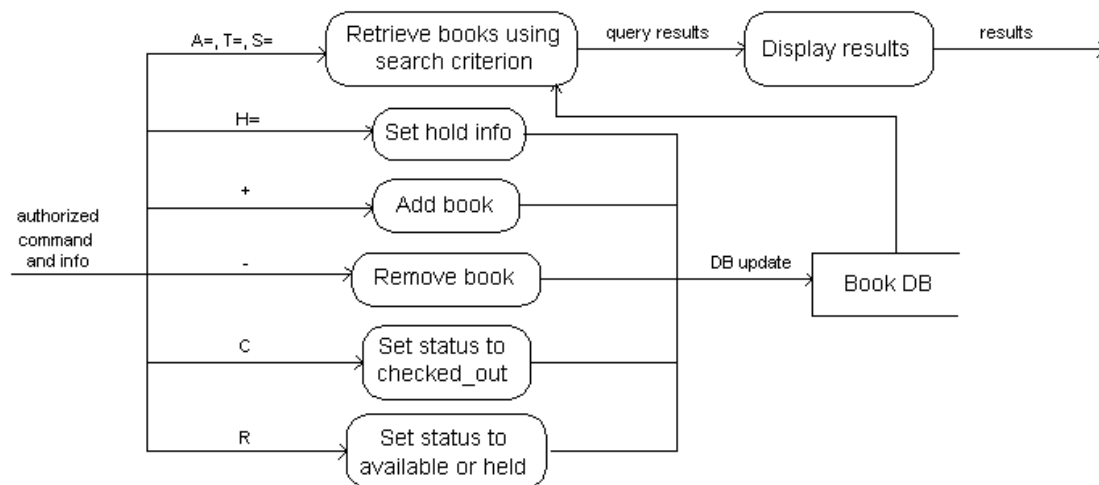 A=, T=, S=
Retrieve books using
search criterion
query results
Display results
results
H=
Set hold info
+
Add book
authorized
command
and info
-
Remove book
DB update
Book DB
C
Set status to
checked_out
R
Set status to
available or held